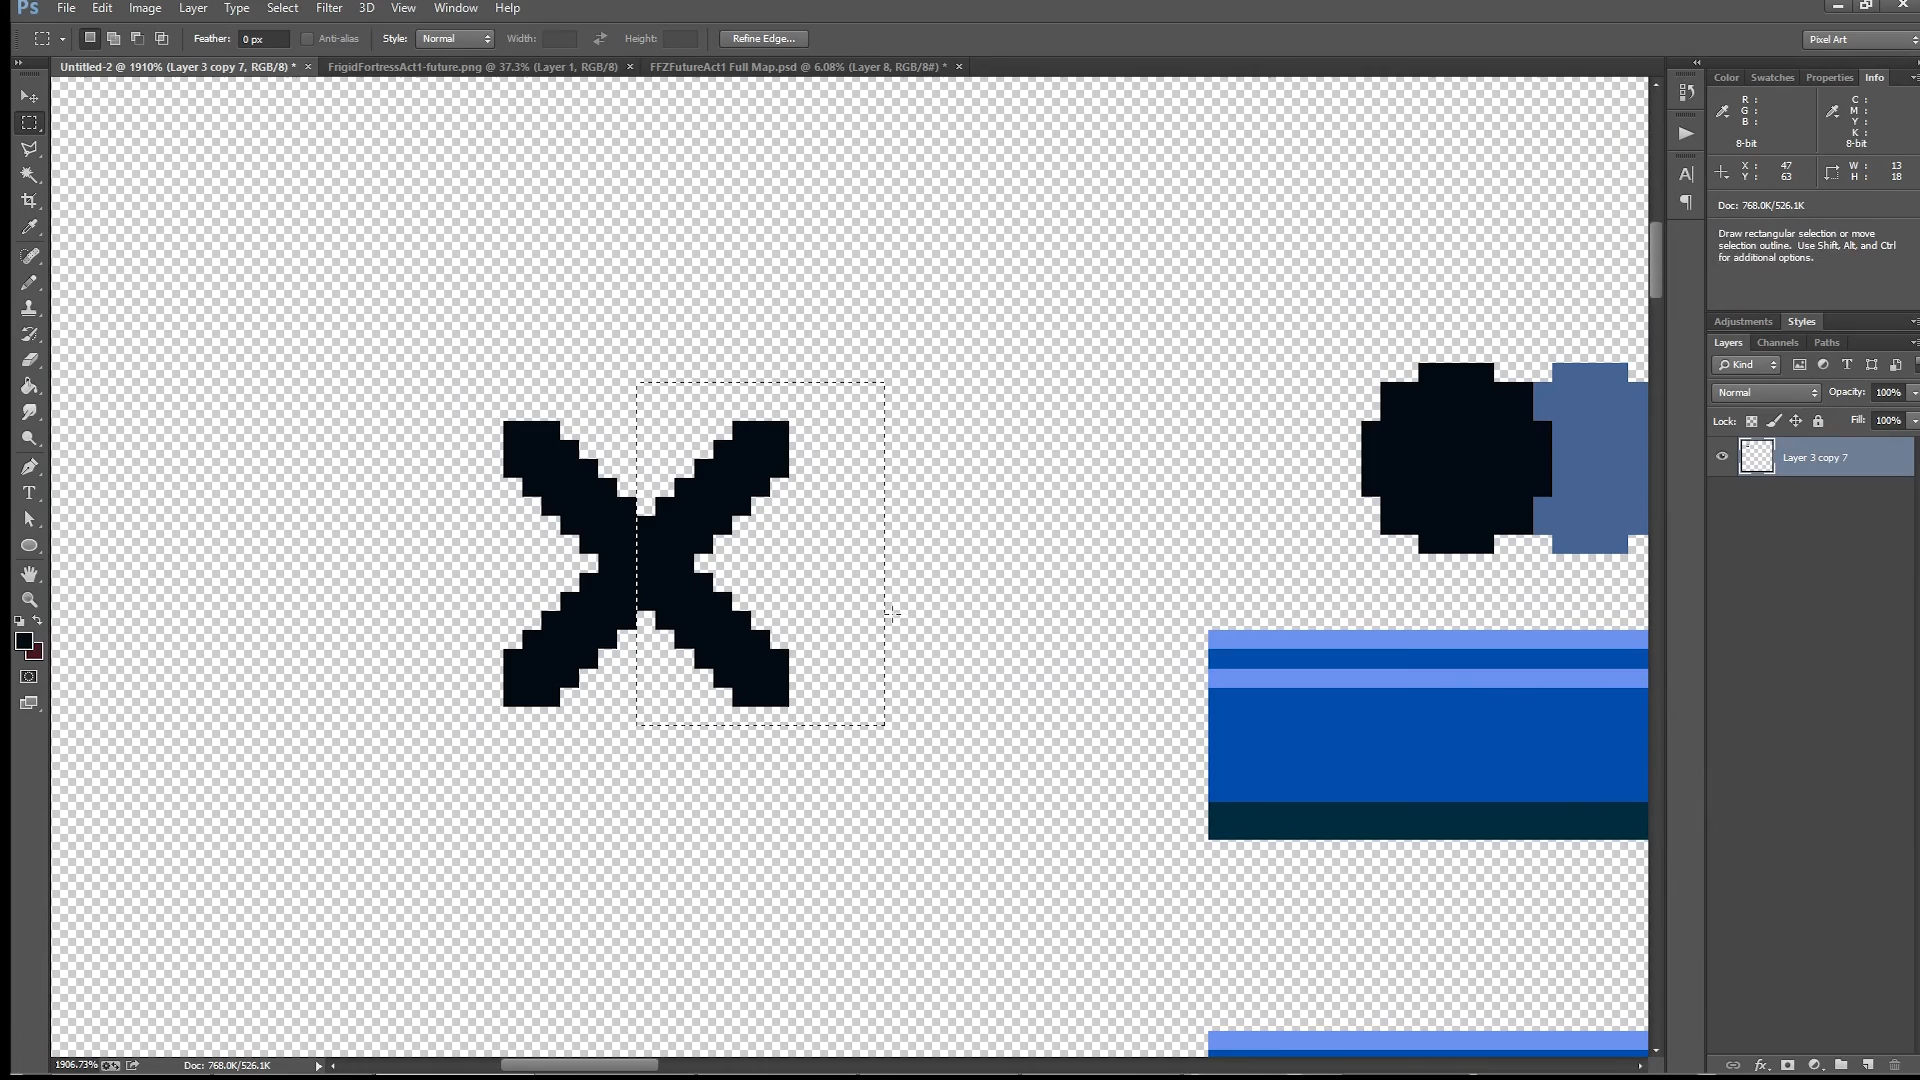 Ps File Edit Image Layer Type Select Filter 3D View Window Help
Feather: 0 px Anti-alias Style: Normal Width: Height: Refine Edge... Pixel Art
Untitled-2 @ 1910% (Layer 3 copy 7, RGB/8) * × FrigidFortressAct1-future.png @ 37.3% (Layer 1, RGB/8) × FFZFutureAct1 Full Map.psd @ 6.08% (Layer 8, RGB/8#) * ×
Color Swatches Properties Info
R : C :
G : M :
B : Y :
K :
8-bit 8-bit
X : 47 W : 13
Y : 63 H : 18
Doc: 768.0K/526.1K
Draw rectangular selection or move
selection outline. Use Shift, Alt, and Ctrl
for additional options.
Adjustments Styles
Layers Channels Paths
Kind
Normal Opacity: 100%
Lock: Fill: 100%
Layer 3 copy 7
1906.73% Doc: 768.0K/526.1K